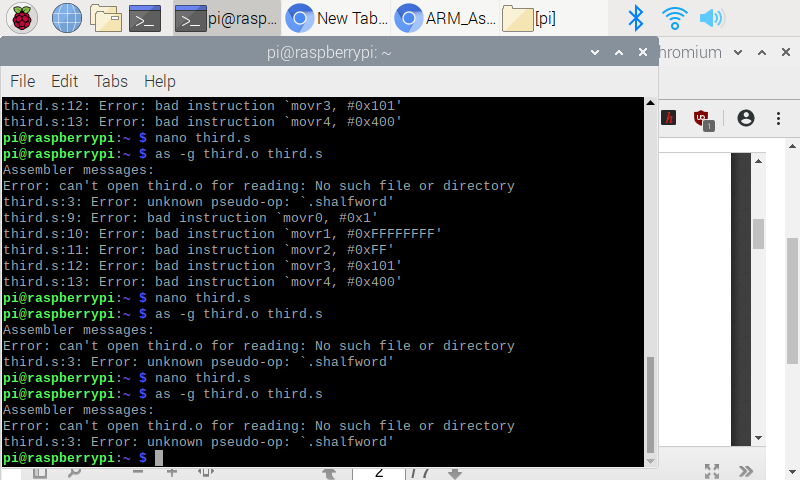 pi@rasp...
New Tab...
ARM_As...
[pi]
pi@raspberrypi: ~
hromium
File Edit Tabs Help
third.s:12: Error: bad instruction `movr3, #0x101'
third.s:13: Error: bad instruction `movr4, #0x400'
pi@raspberrypi:~ $ nano third.s
pi@raspberrypi:~ $ as -g third.o third.s
Assembler messages:
Error: can't open third.o for reading: No such file or directory
third.s:3: Error: unknown pseudo-op: `.shalfword'
third.s:9: Error: bad instruction `movr0, #0x1'
third.s:10: Error: bad instruction `movr1, #0xFFFFFFFF'
third.s:11: Error: bad instruction `movr2, #0xFF'
third.s:12: Error: bad instruction `movr3, #0x101'
third.s:13: Error: bad instruction `movr4, #0x400'
pi@raspberrypi:~ $ nano third.s
pi@raspberrypi:~ $ as -g third.o third.s
Assembler messages:
Error: can't open third.o for reading: No such file or directory
third.s:3: Error: unknown pseudo-op: `.shalfword'
pi@raspberrypi:~ $ nano third.s
pi@raspberrypi:~ $ as -g third.o third.s
Assembler messages:
Error: can't open third.o for reading: No such file or directory
third.s:3: Error: unknown pseudo-op: `.shalfword'
pi@raspberrypi:~ $
h
1
2 / 7